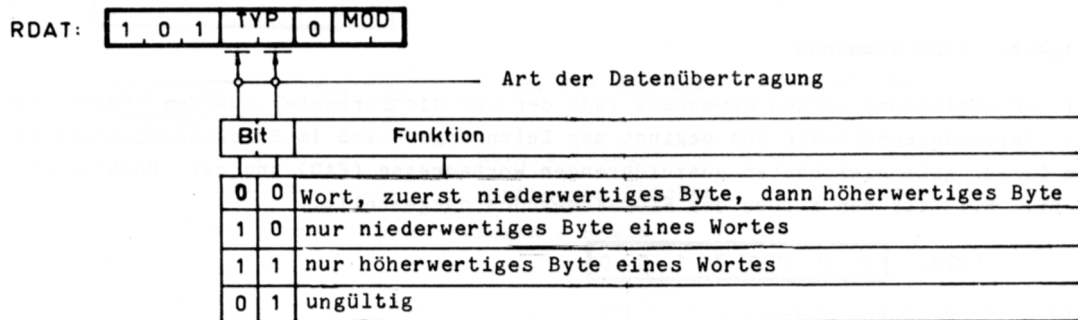 RDAT: 1 0 1 TYP 0 MOD
Art der Datenübertragung
Bit Funktion
0 0 Wort, zuerst niederwertiges Byte, dann höherwertiges Byte
1 0 nur niederwertiges Byte eines Wortes
1 1 nur höherwertiges Byte eines Wortes
0 1 ungültig